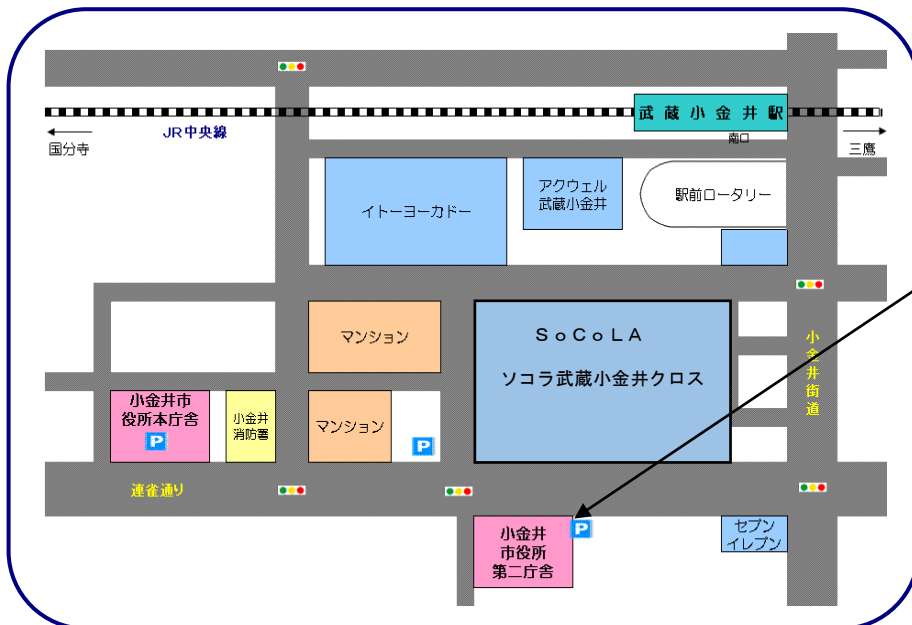 武蔵小金井駅
JR中央線
南口
国分寺
三鷹
イトーヨーカドー
アクウェル
武蔵小金井
駅前ロータリー
マンション
SoCoLA
ソコラ武蔵小金井クロス
小金井街道
小金井市
役所本庁舎
P
小金井
消防署
マンション
P
連雀通り
小金井
市役所
第二庁舎
P
セブン
イレブン